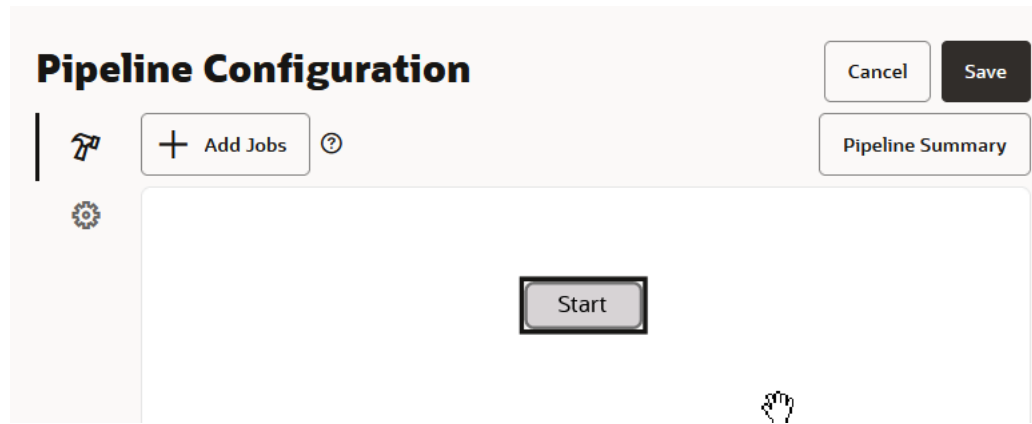 Pipeline Configuration
Cancel
Save
Add Jobs
Pipeline Summary
Start